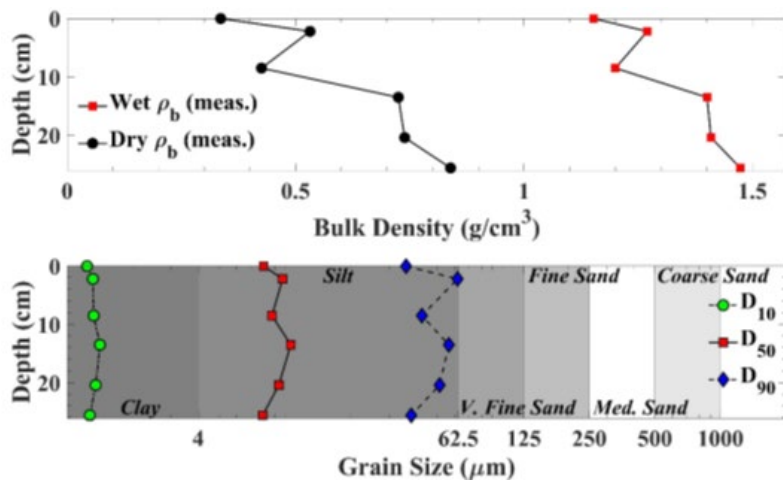 0
10
20
Depth (cm)
Wet ρb (meas.)
Dry ρb (meas.)
0 0.5 1 1.5
Bulk Density (g/cm3)
0
10
20
Depth (cm)
Silt Fine Sand Coarse Sand
D10
D50
D90
Clay V. Fine Sand Med. Sand
4 62.5 125 250 500 1000
Grain Size (μm)